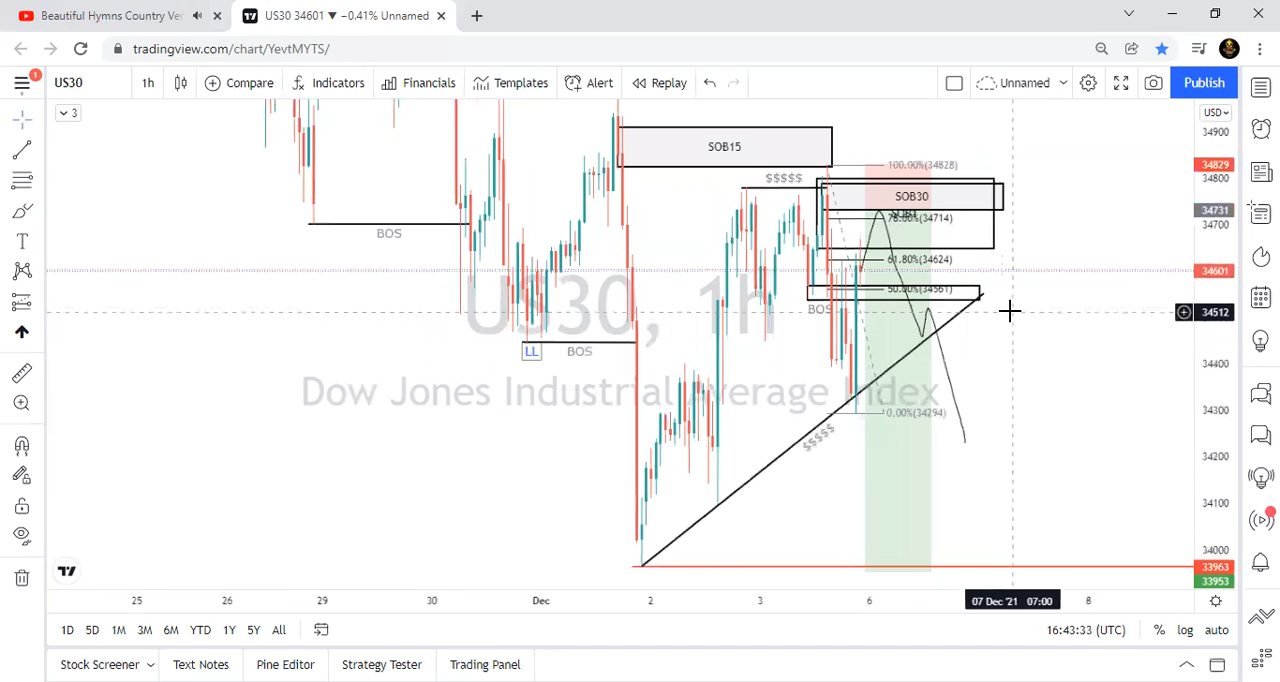 Beautiful Hymns Country Ver
US30 34601 ▼ −0.41% Unnamed
tradingview.com/chart/YevtMYTS/
1
US30
1h
Compare
Indicators
Financials
Templates
Alert
Replay
Unnamed
Publish
3
USD
34900
SOB15
34829
100.00%(34828)
$$$$$
34800
SOB30
34731
78.60%(34714)
34700
BOS
61.80%(34624)
34601
50.00%(34561)
US30, 1h
BOS
34512
LL
BOS
34400
Dow Jones Industrial Average Index
0.00%(34294)
34300
$$$$$
34200
34100
34000
33963
33953
25
26
29
30
Dec
2
3
6
07 Dec '21 07:00
8
1D
5D
1M
3M
6M
YTD
1Y
5Y
All
16:43:33 (UTC)
%
log
auto
Stock Screener
Text Notes
Pine Editor
Strategy Tester
Trading Panel